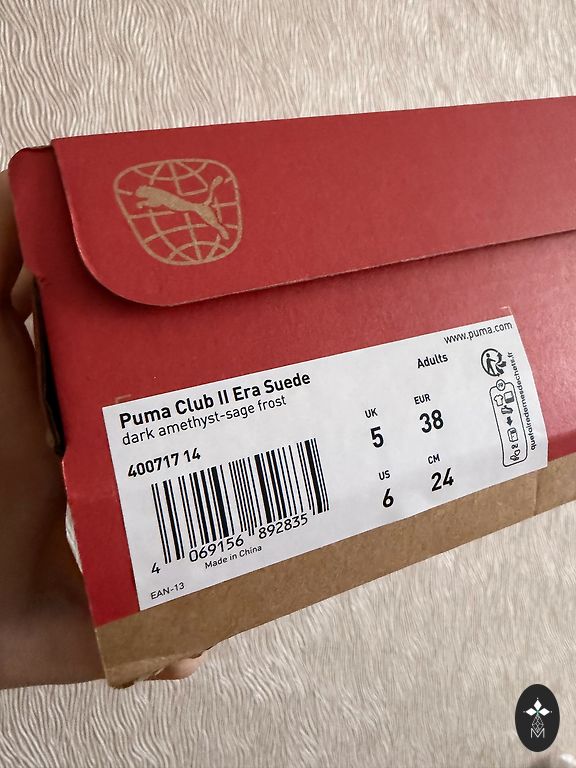 www.puma.com
Adults
Puma Club II Era Suede
dark amethyst-sage frost
400717 14
UK
5
EUR
38
US
6
CM
24
4 069156 892835
Made in China
EAN-13
quefairedemesdechets.fr
M